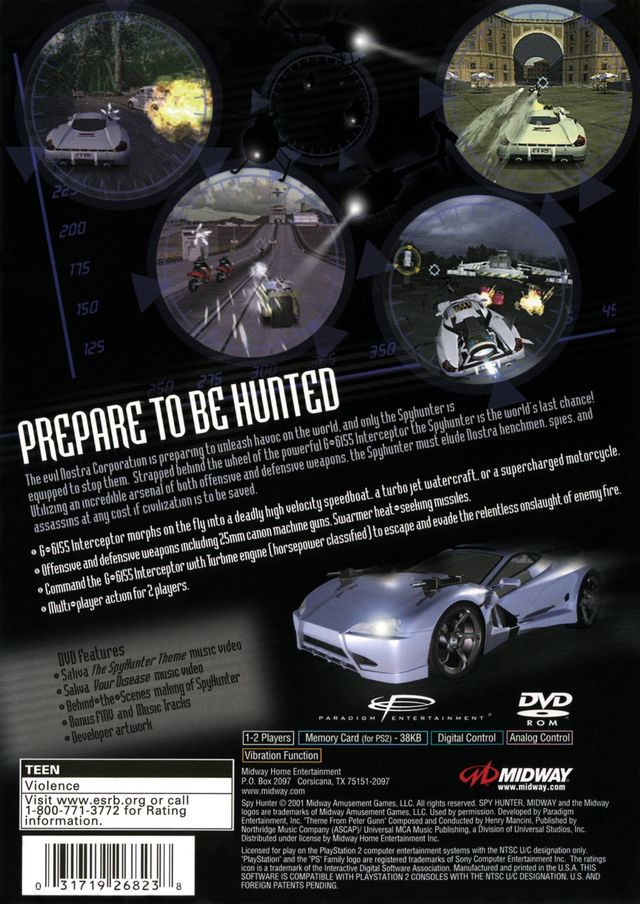 225
200
175
150
125
250
275
300
325
350
45
PREPARE TO BE HUNTED
The evil Nostra Corporation is preparing to unleash havoc on the world, and only the Spyhunter is
equipped to stop them. Strapped behind the wheel of the powerful G-6155 Interceptor the Spyhunter is the world's last chance!
Utilizing an incredible arsenal of both offensive and defensive weapons, the Spyhunter must elude Nostra henchmen, spies, and
assassins at any cost if civilization is to be saved.
• G-6155 Interceptor morphs on the fly into a deadly high velocity speedboat, a turbo jet watercraft, or a supercharged motorcycle.
• Offensive and defensive weapons including 25mm canon machine guns, Swarmer heat-seeking missiles.
• Command the G-6155 Interceptor with Turbine engine (horsepower classified) to escape and evade the relentless onslaught of enemy fire.
• Multi-player action for 2 players.
DVD Features
• Saliva The SpyHunter Theme music video
• Saliva Your Disease music video
• Behind-the-Scenes making of SpyHunter
• Bonus FMV and Music Tracks
• Developer artwork
PARADIGM ENTERTAINMENT
DVD
ROM
1-2 Players
Memory Card (for PS2) - 38KB
Digital Control
Analog Control
Vibration Function
Midway Home Entertainment
P.O. Box 2097 Corsicana, TX 75151-2097
www.midway.com
MIDWAY
www.midway.com
TEEN
Violence
Visit www.esrb.org or call
1-800-771-3772 for Rating
information.
Spy Hunter © 2001 Midway Amusement Games, LLC. All rights reserved. SPY HUNTER, MIDWAY and the Midway
logos are trademarks of Midway Amusement Games, LLC. Used by permission. Developed by Paradigm
Entertainment, Inc. "Theme From Peter Gunn" Composed and Conducted by Henry Mancini, Published by
Northridge Music Company (ASCAP)/ Universal MCA Music Publishing, a Division of Universal Studios, Inc.
Distributed under license by Midway Home Entertainment Inc.
Licensed for play on the PlayStation 2 computer entertainment systems with the NTSC U/C designation only.
"PlayStation" and the "PS" Family logo are registered trademarks of Sony Computer Entertainment Inc. The ratings
icon is a trademark of the Interactive Digital Software Association. Manufactured and printed in the U.S.A. THIS
SOFTWARE IS COMPATIBLE WITH PLAYSTATION 2 CONSOLES WITH THE NTSC U/C DESIGNATION. U.S. AND
FOREIGN PATENTS PENDING.
0 31719 26823 8